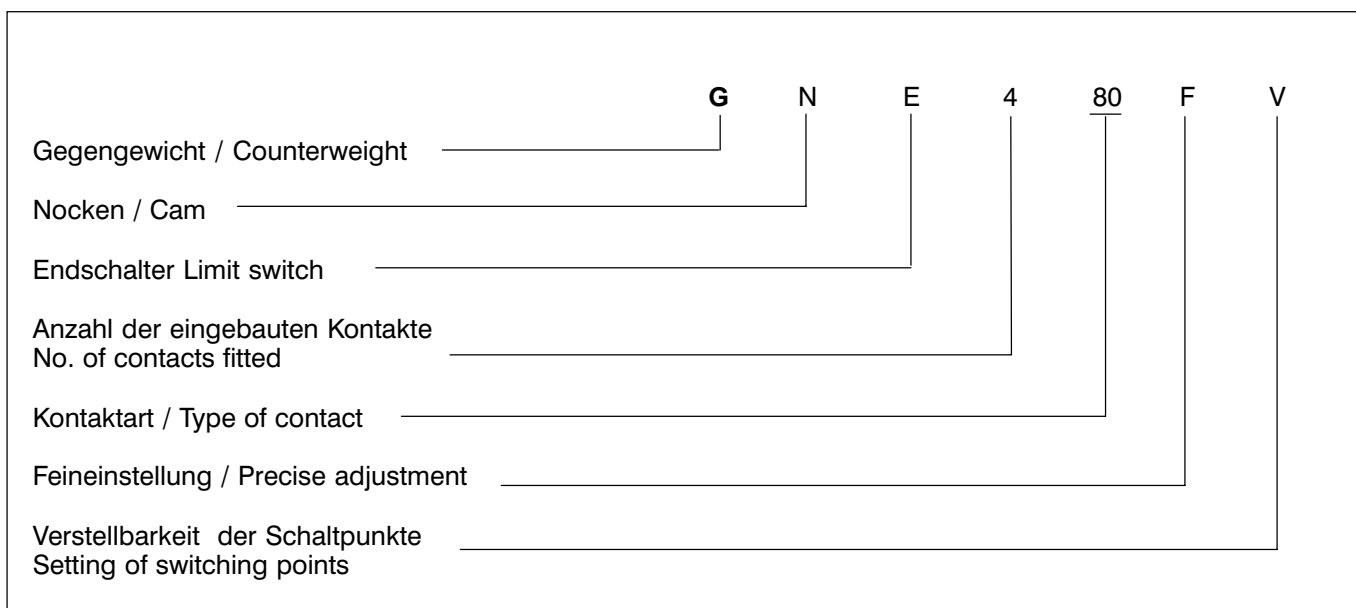 G N E 4 80 F V
Gegengewicht / Counterweight
Nocken / Cam
Endschalter Limit switch
Anzahl der eingebauten Kontakte
No. of contacts fitted
Kontaktart / Type of contact
Feineinstellung / Precise adjustment
Verstellbarkeit der Schaltpunkte
Setting of switching points